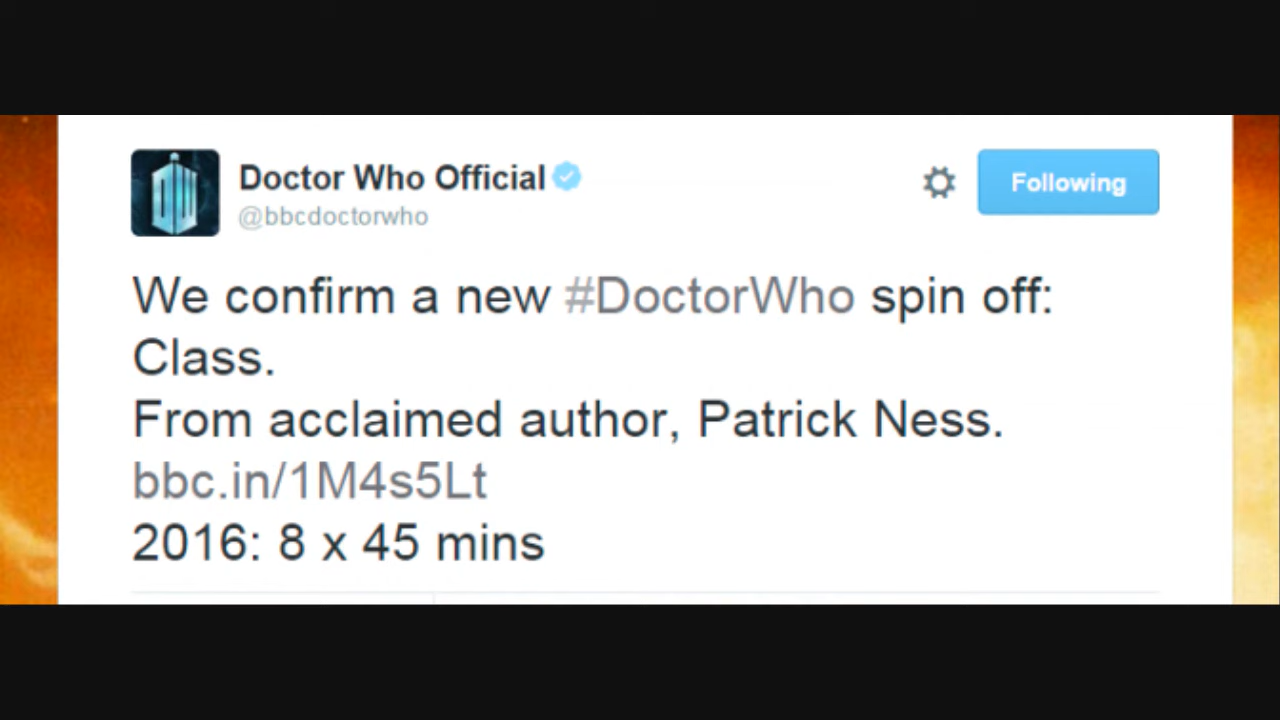 Doctor Who Official
@bbcdoctorwho
Following
We confirm a new #DoctorWho spin off:
Class.
From acclaimed author, Patrick Ness.
bbc.in/1M4s5Lt
2016: 8 x 45 mins